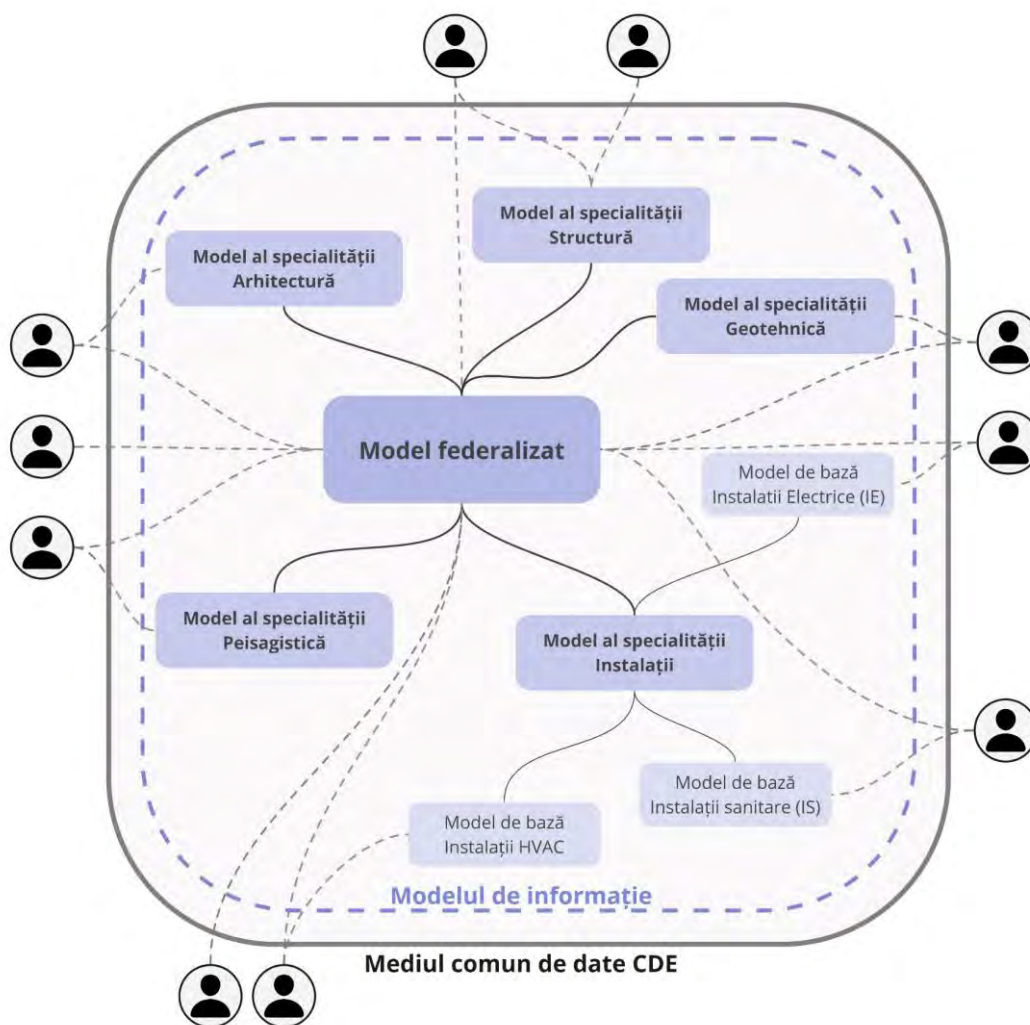 Model al specialității
Structură
Model al specialității
Arhitectură
Model al specialității
Geotehnică
Model federalizat
Model de bază
Instalatii Electrice (IE)
Model al specialității
Peisagistică
Model al specialității
Instalații
Model de bază
Instalații sanitare (IS)
Model de bază
Instalații HVAC
Modelul de informație
Mediul comun de date CDE